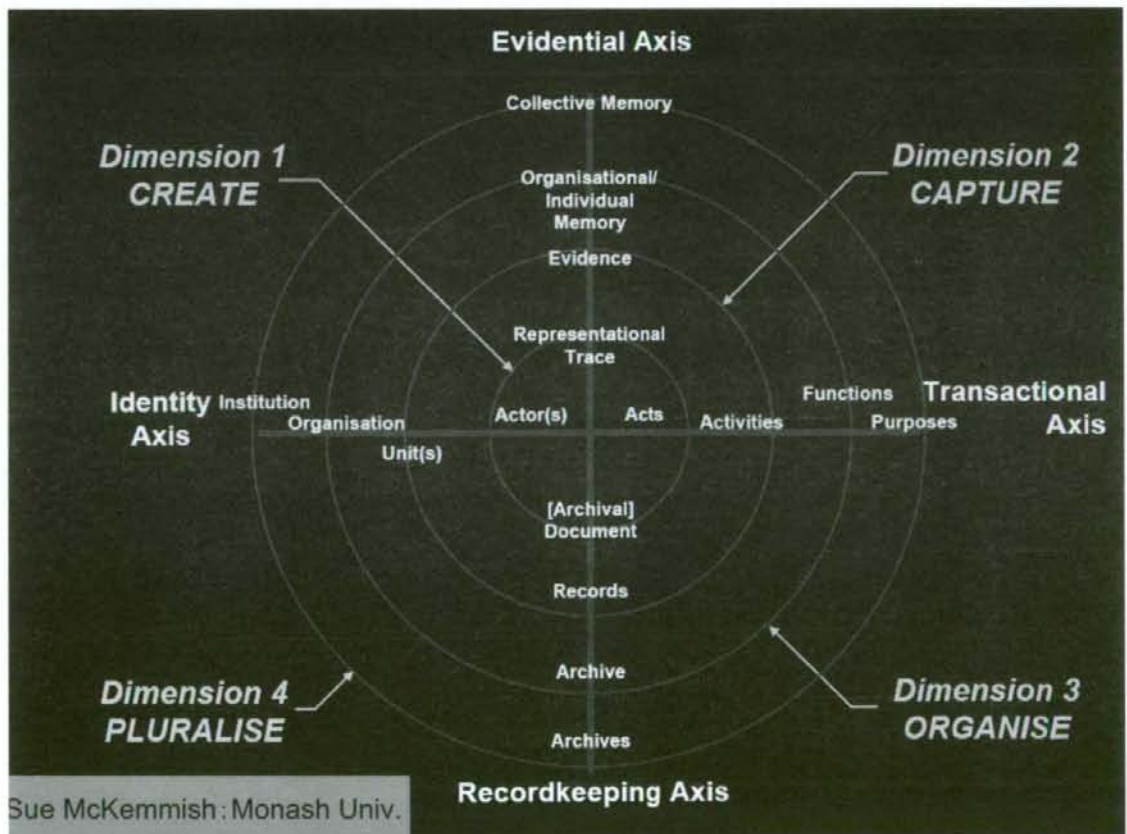 Evidential Axis
Collective Memory
Dimension 1
CREATE
Dimension 2
CAPTURE
Organisational/
Individual
Memory
Evidence
Representational
Trace
Identity
Axis
Institution
Organisation
Unit(s)
Actor(s)
Acts
Activities
Functions
Purposes
Transactional
Axis
[Archival]
Document
Records
Archive
Archives
Dimension 4
PLURALISE
Dimension 3
ORGANISE
Recordkeeping Axis
Sue McKemmish: Monash Univ.